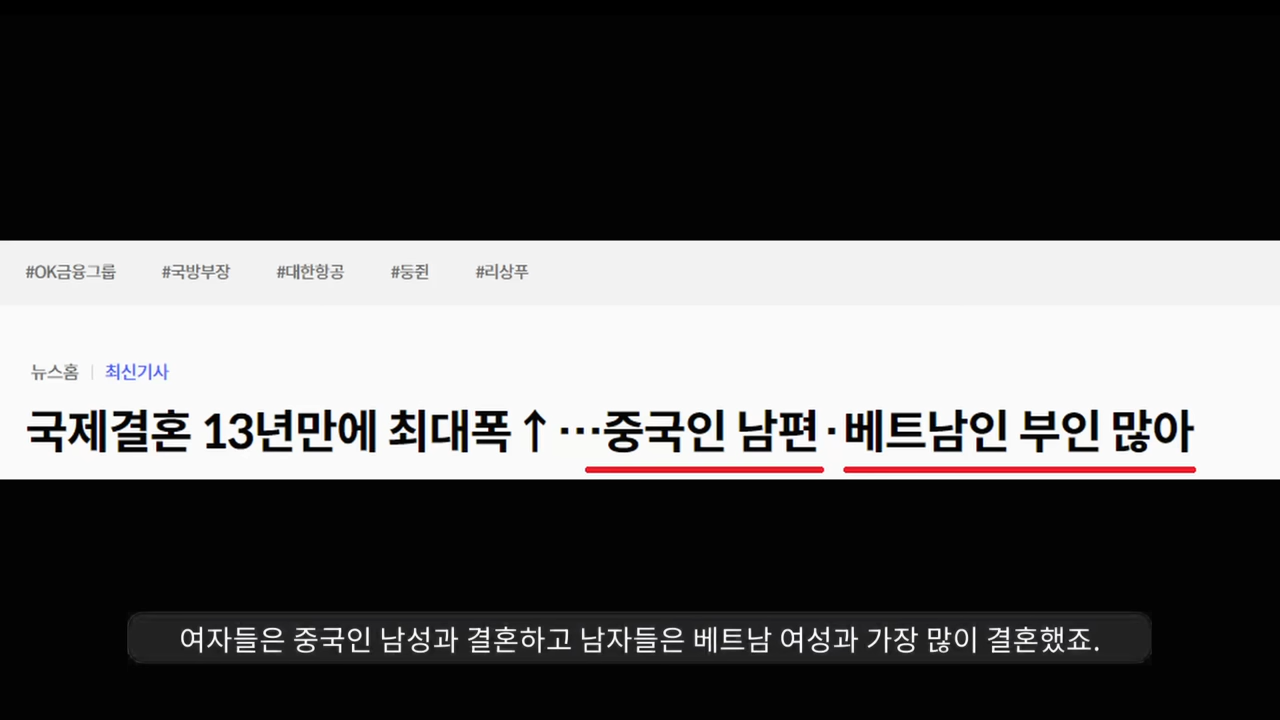 #OK금융그룹 #국방부장 #대한항공 #둥쥔 #리상푸
뉴스홈 | 최신기사
국제결혼 13년만에 최대폭↑…중국인 남편·베트남인 부인 많아
여자들은 중국인 남성과 결혼하고 남자들은 베트남 여성과 가장 많이 결혼했죠.